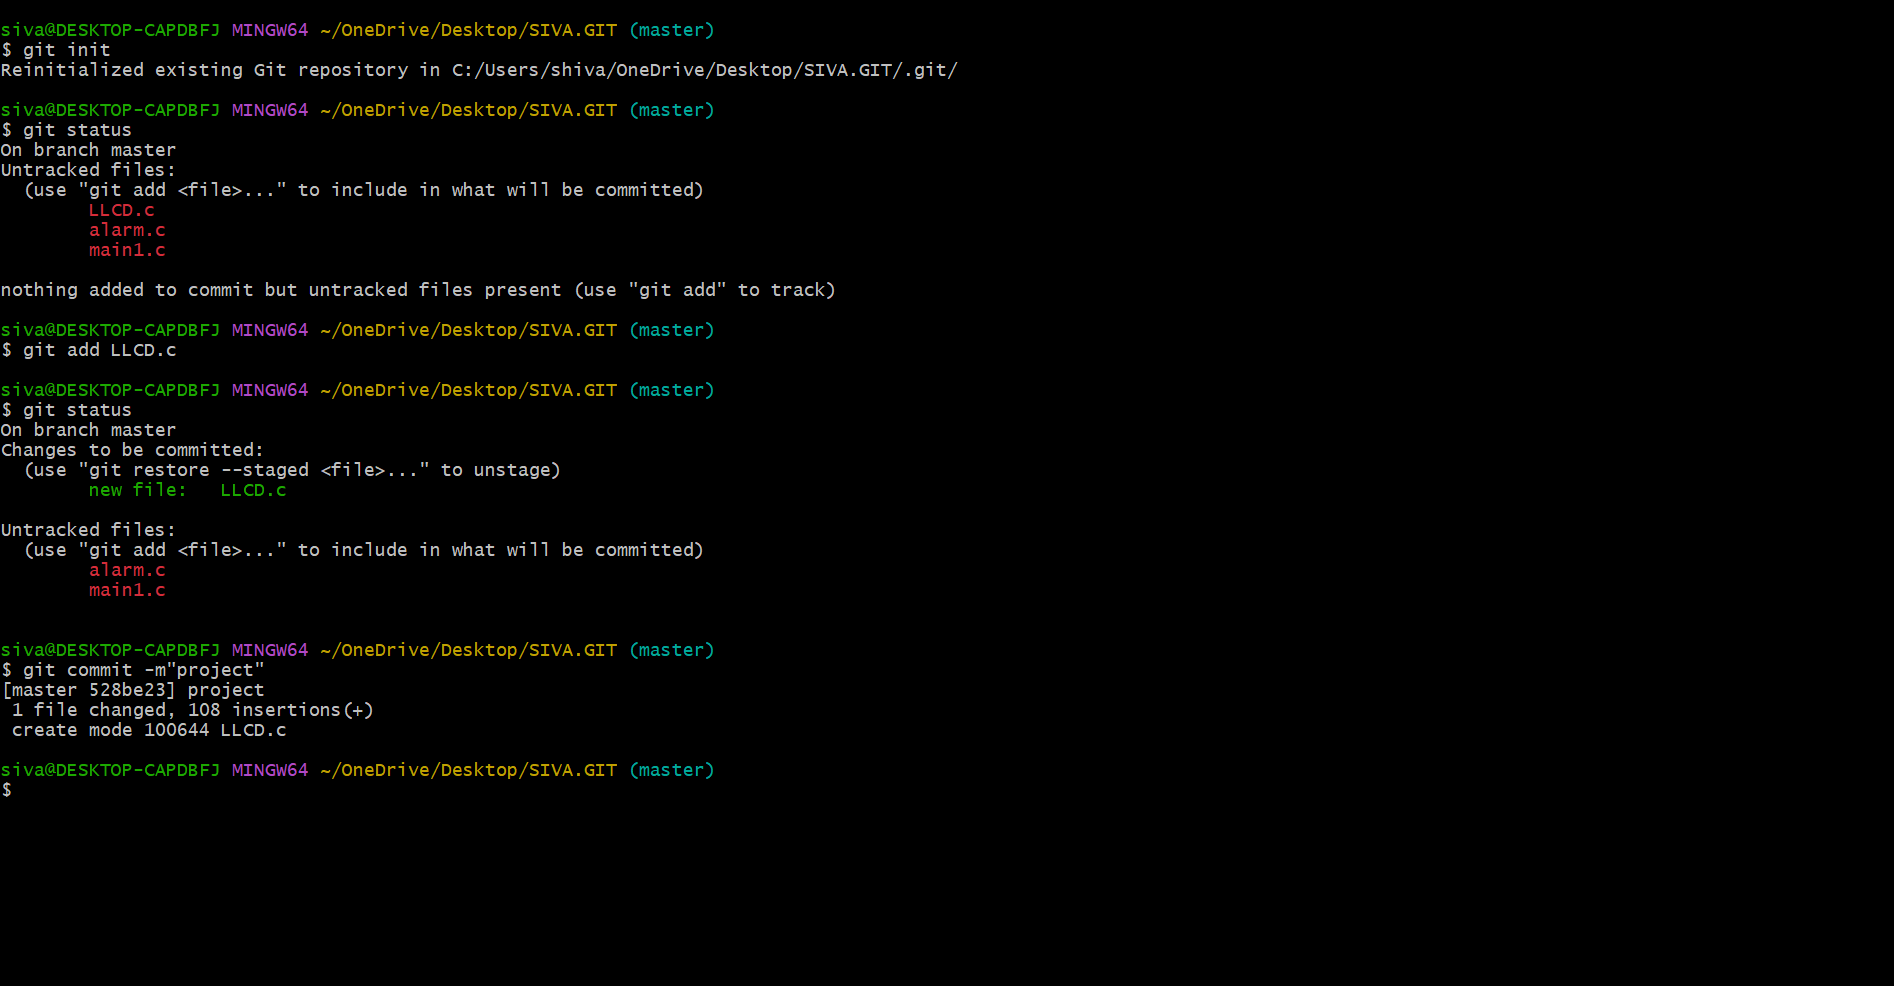 siva@DESKTOP-CAPDBFJ MINGW64 ~/OneDrive/Desktop/SIVA.GIT (master)
$ git init
Reinitialized existing Git repository in C:/Users/shiva/OneDrive/Desktop/SIVA.GIT/.git/
siva@DESKTOP-CAPDBFJ MINGW64 ~/OneDrive/Desktop/SIVA.GIT (master)
$ git status
On branch master
Untracked files:
  (use "git add <file>..." to include in what will be committed)
        LLCD.c
        alarm.c
        main1.c
nothing added to commit but untracked files present (use "git add" to track)
siva@DESKTOP-CAPDBFJ MINGW64 ~/OneDrive/Desktop/SIVA.GIT (master)
$ git add LLCD.c
siva@DESKTOP-CAPDBFJ MINGW64 ~/OneDrive/Desktop/SIVA.GIT (master)
$ git status
On branch master
Changes to be committed:
  (use "git restore --staged <file>..." to unstage)
        new file:   LLCD.c
Untracked files:
  (use "git add <file>..." to include in what will be committed)
        alarm.c
        main1.c
siva@DESKTOP-CAPDBFJ MINGW64 ~/OneDrive/Desktop/SIVA.GIT (master)
$ git commit -m"project"
[master 528be23] project
 1 file changed, 108 insertions(+)
 create mode 100644 LLCD.c
siva@DESKTOP-CAPDBFJ MINGW64 ~/OneDrive/Desktop/SIVA.GIT (master)
$